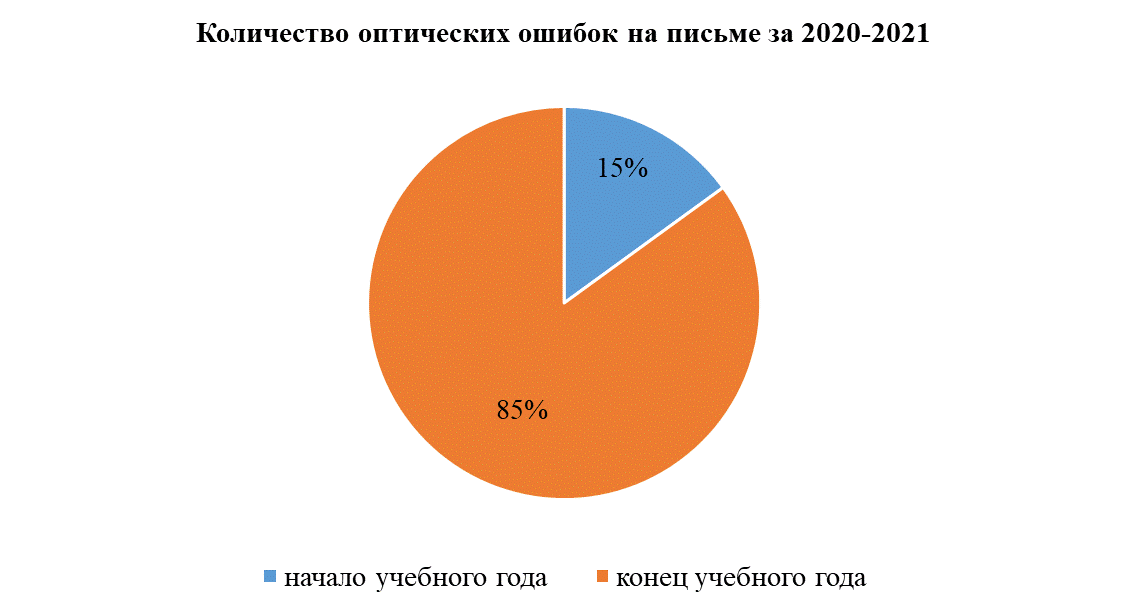 Количество оптических ошибок на письме за 2020-2021
15%
85%
начало учебного года
конец учебного года